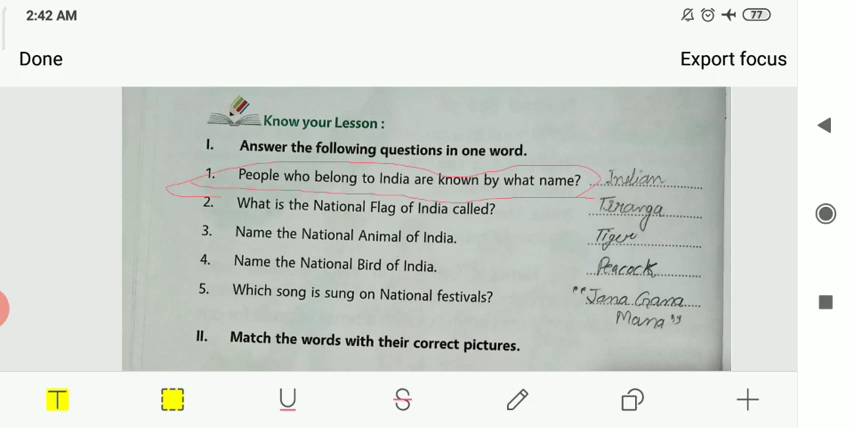 2:42 AM
77
Done
Export focus
Know your Lesson :
I. Answer the following questions in one word.
1. People who belong to India are known by what name? Indian
2. What is the National Flag of India called? Tiranga
3. Name the National Animal of India. Tiger
4. Name the National Bird of India. Peacock
5. Which song is sung on National festivals? "Jana Gana
Mana"
II. Match the words with their correct pictures.
T
U
S